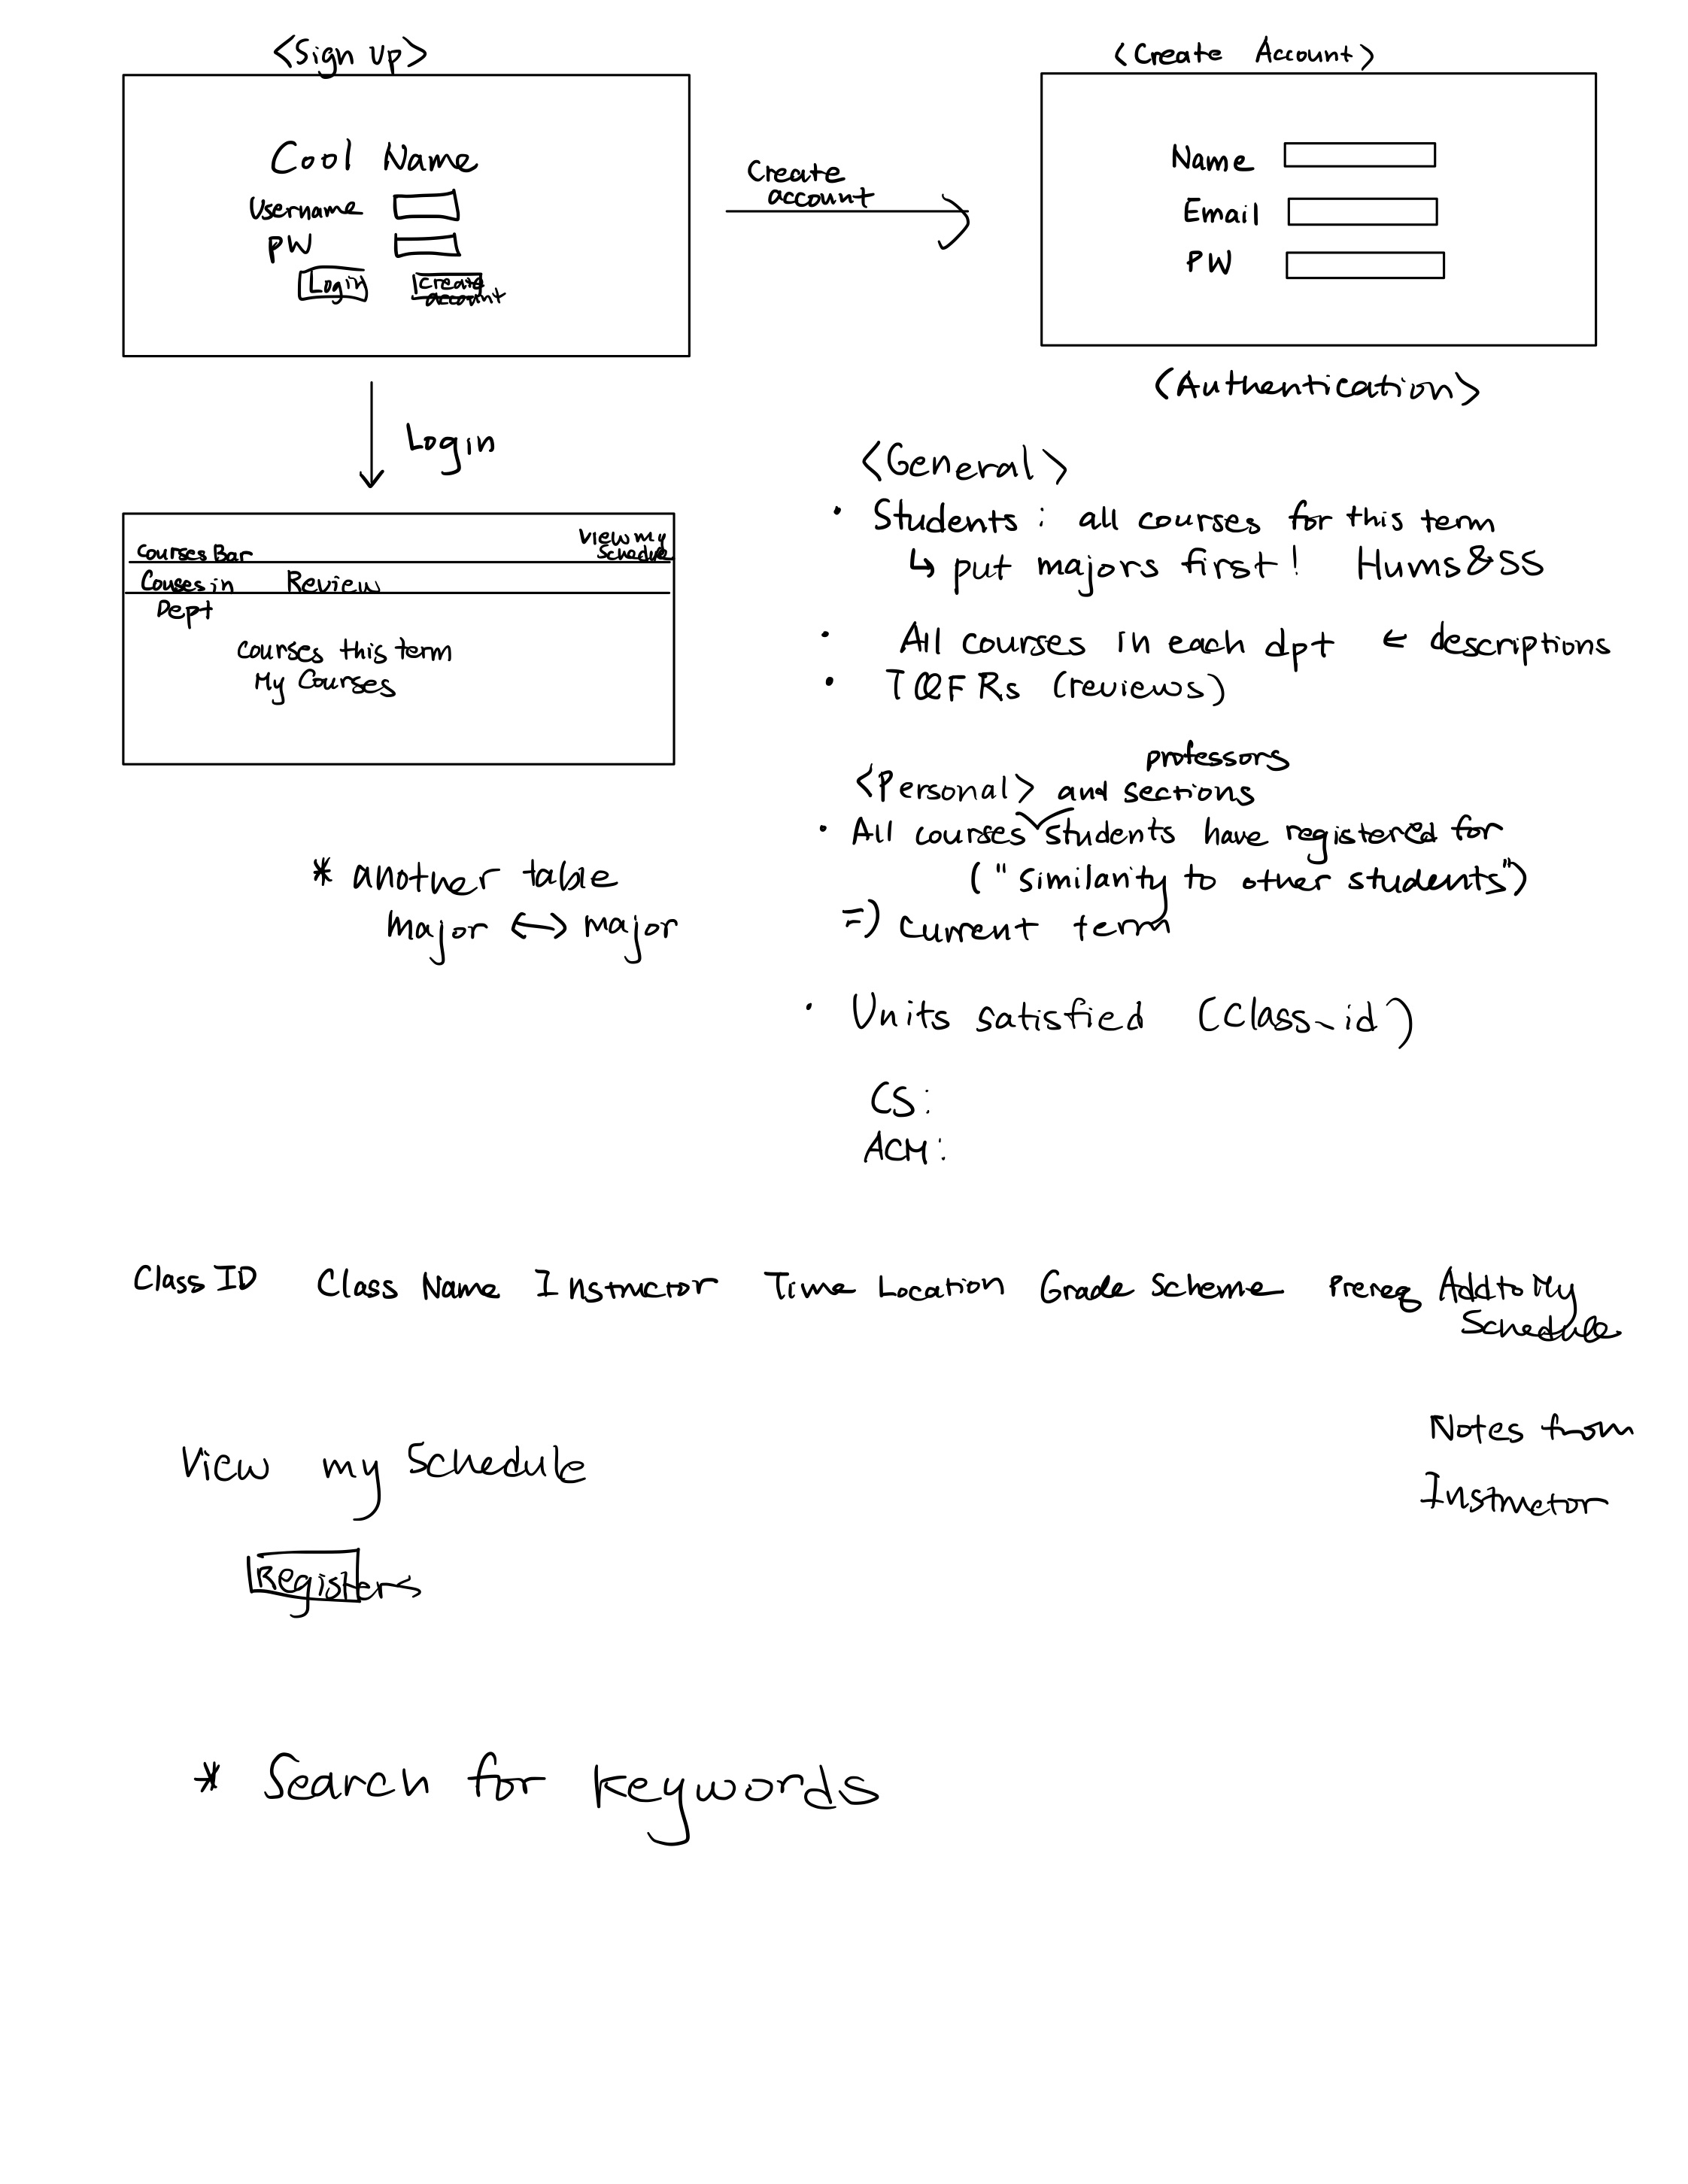 <Sign up>
Cool Name
Username
PW
Login
Create
account
Create
account
<Create Account>
Name
Email
PW
<Authentication>
Login
Courses Bar
View my
Schedule
Courses in
Dept
Review
Courses this term
My Courses
* another table
major ↔ major
<General>
· Students : all courses for this term
↳ put majors first! Hums&SS
· All courses in each dpt ← descriptions
· TQFRs (reviews)
<Personal>
professors
and sections
· All courses students have registered for
("similarity to other students")
=) current term
· Units satisfied (class_id)
CS:
ACM:
Class ID Class Name Instructor Time Location Grade Scheme Prereq Add to My
Schedule
Notes from
Instructor
View my Schedule
Registers
* Search for keywords